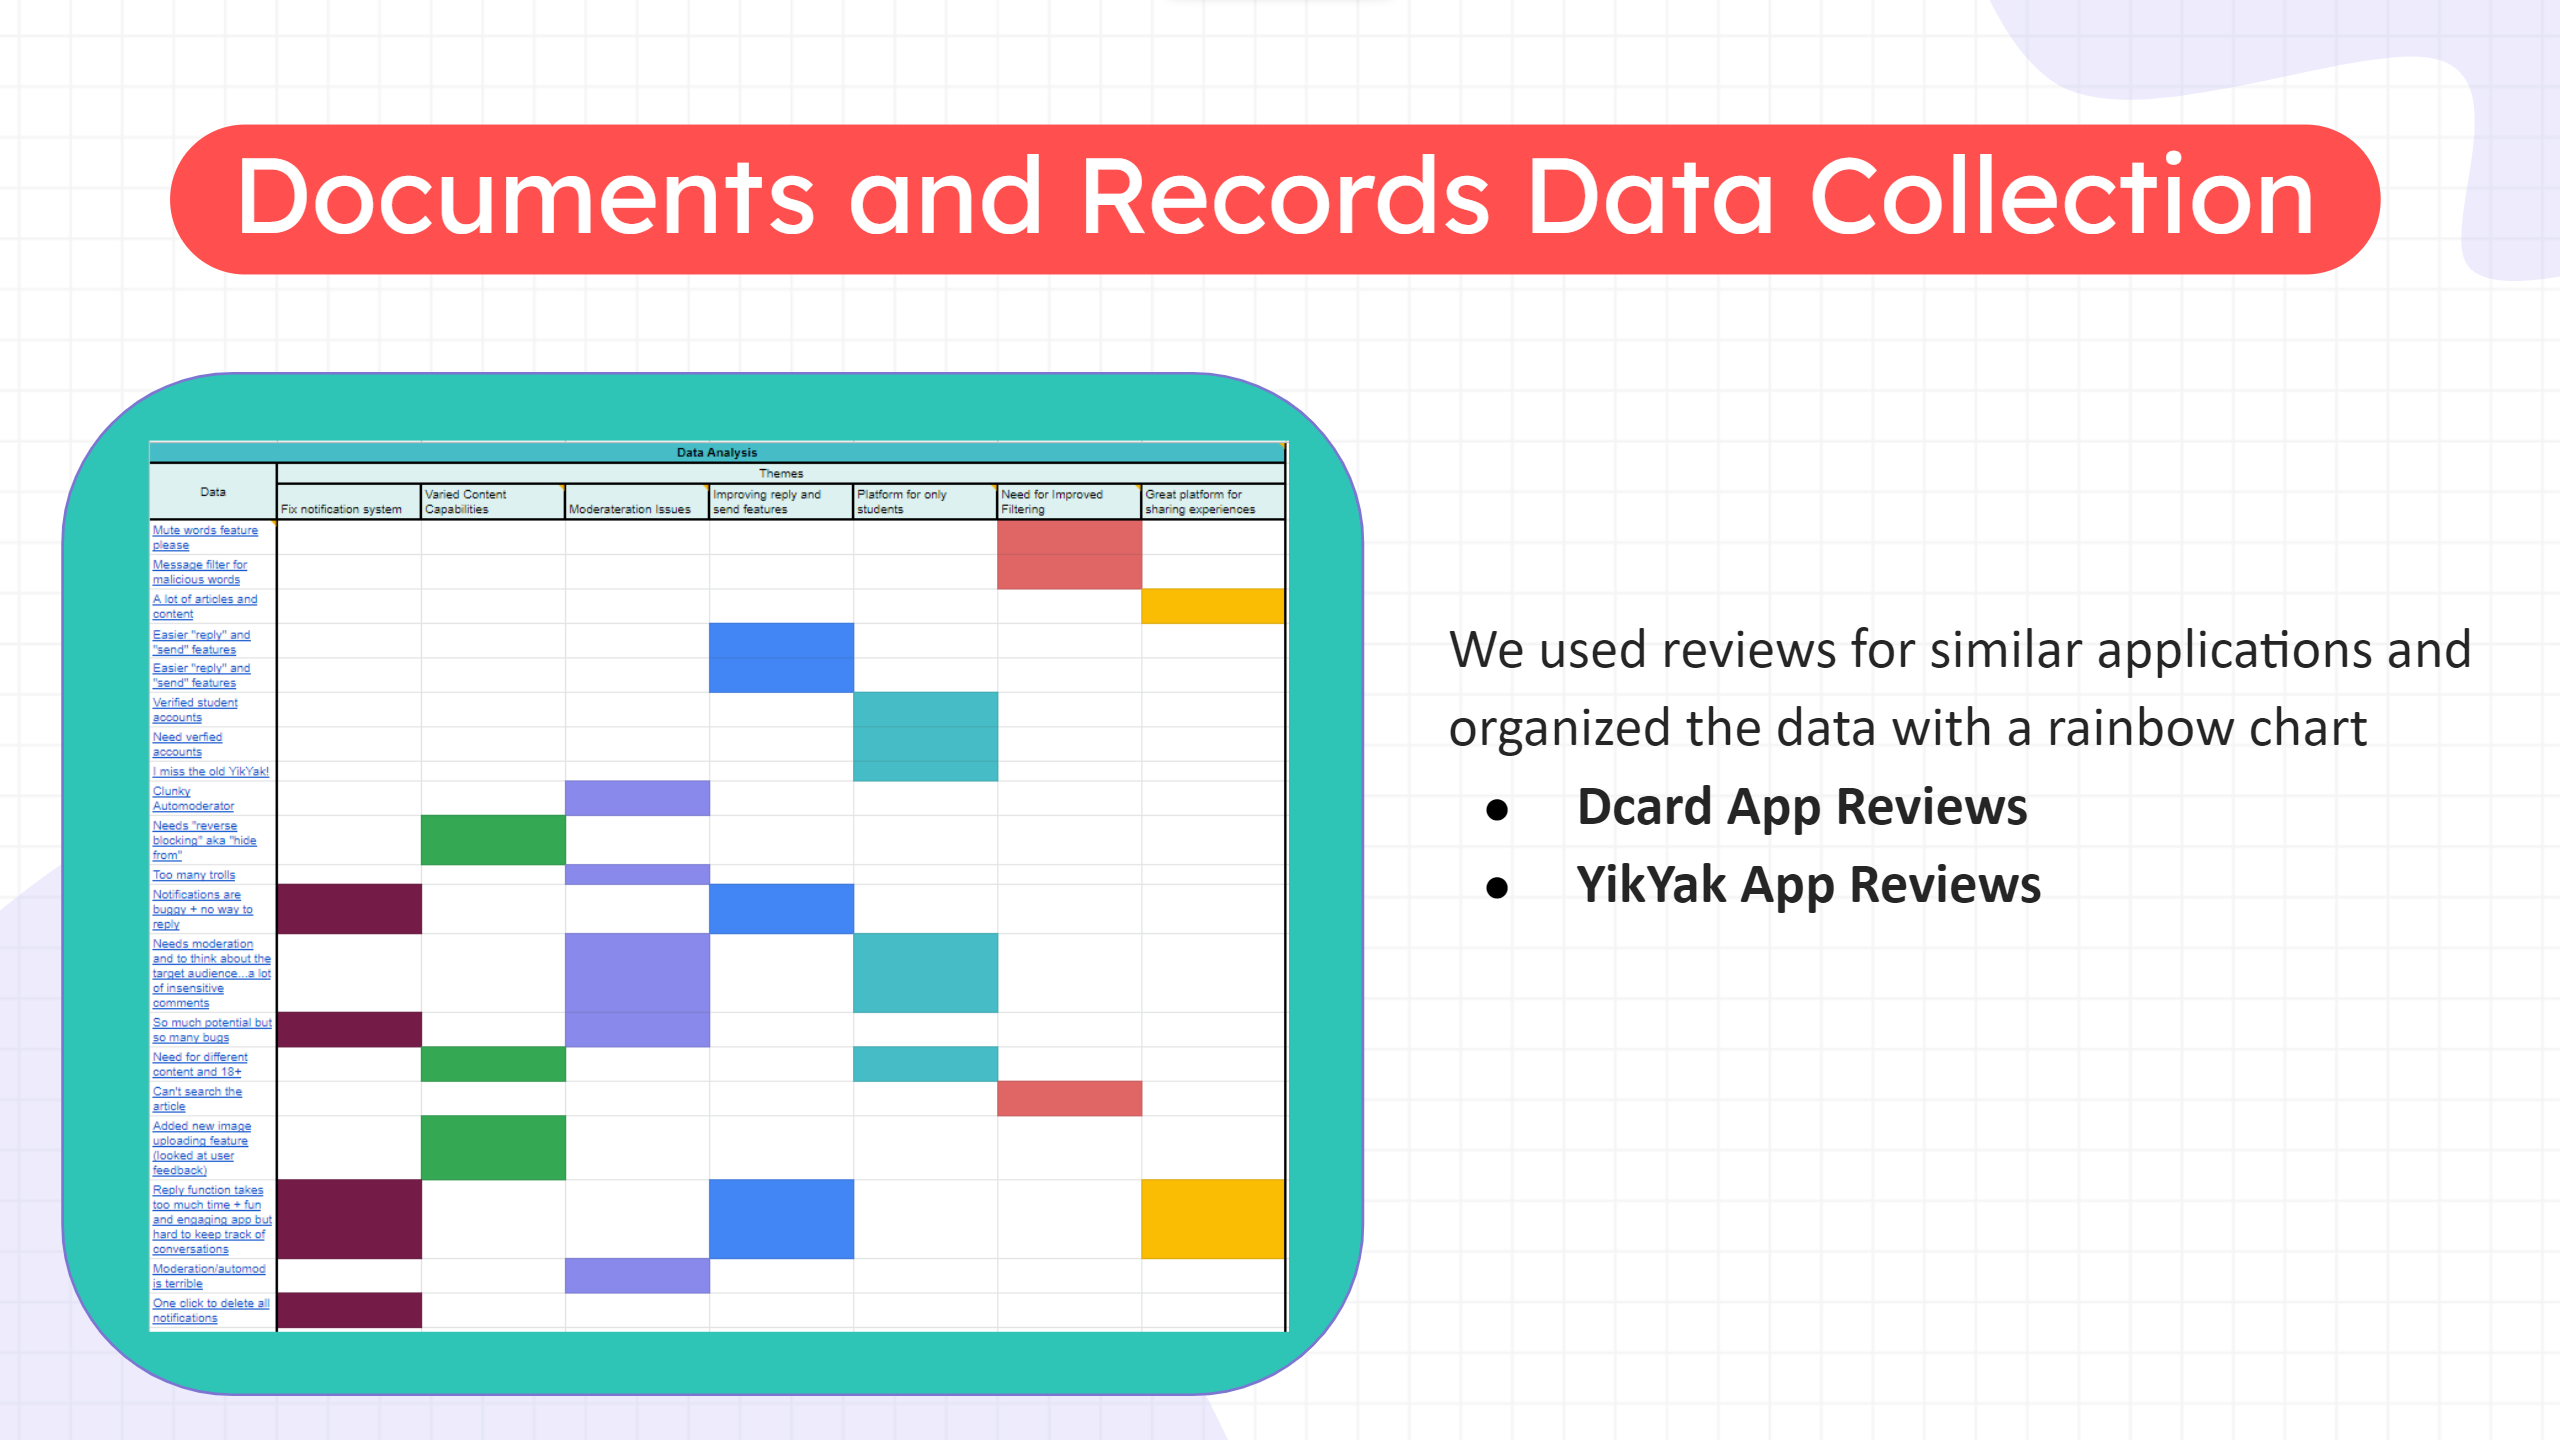 Documents and Records Data Collection
Data Analysis
Data
Themes
Fix notification system
Varied Content
Capabilities
Moderateration Issues
Improving reply and
send features
Platform for only
students
Need for Improved
Filtering
Great platform for
sharing experiences
Mute words feature
please
Message filter for
malicious words
A lot of articles and
content
Easier "reply" and
"send" features
Easier "reply" and
"send" features
Verified student
accounts
Need verfied
accounts
I miss the old YikYak!
Clunky
Automoderator
Needs "reverse
blocking" aka "hide
from"
Too many trolls
Notifications are
buggy + no way to
reply
Needs moderation
and to think about the
target audience...a lot
of insensitive
comments
So much potential but
so many bugs
Need for different
content and 18+
Can't search the
article
Added new image
uploading feature
(looked at user
feedback)
Reply function takes
too much time + fun
and engaging app but
hard to keep track of
conversations
Moderation/automod
is terrible
One click to delete all
notifications
We used reviews for similar applications and
organized the data with a rainbow chart
● Dcard App Reviews
● YikYak App Reviews